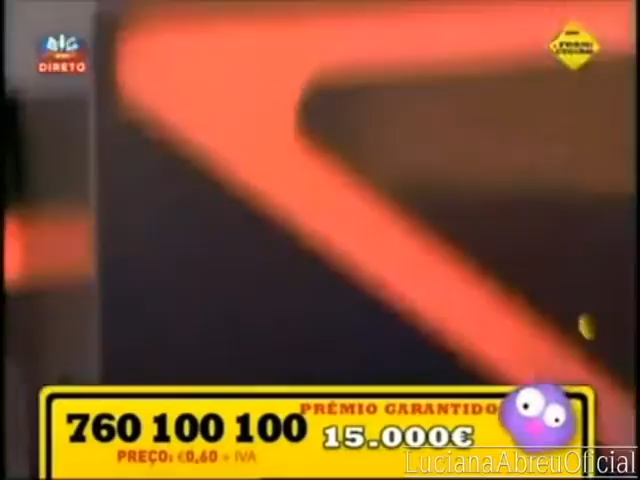 SIC
DIRETO
760 100 100
PRÉMIO GARANTIDO
15.000€
PREÇO: €0,60 + IVA
LucianaAbreuOficial